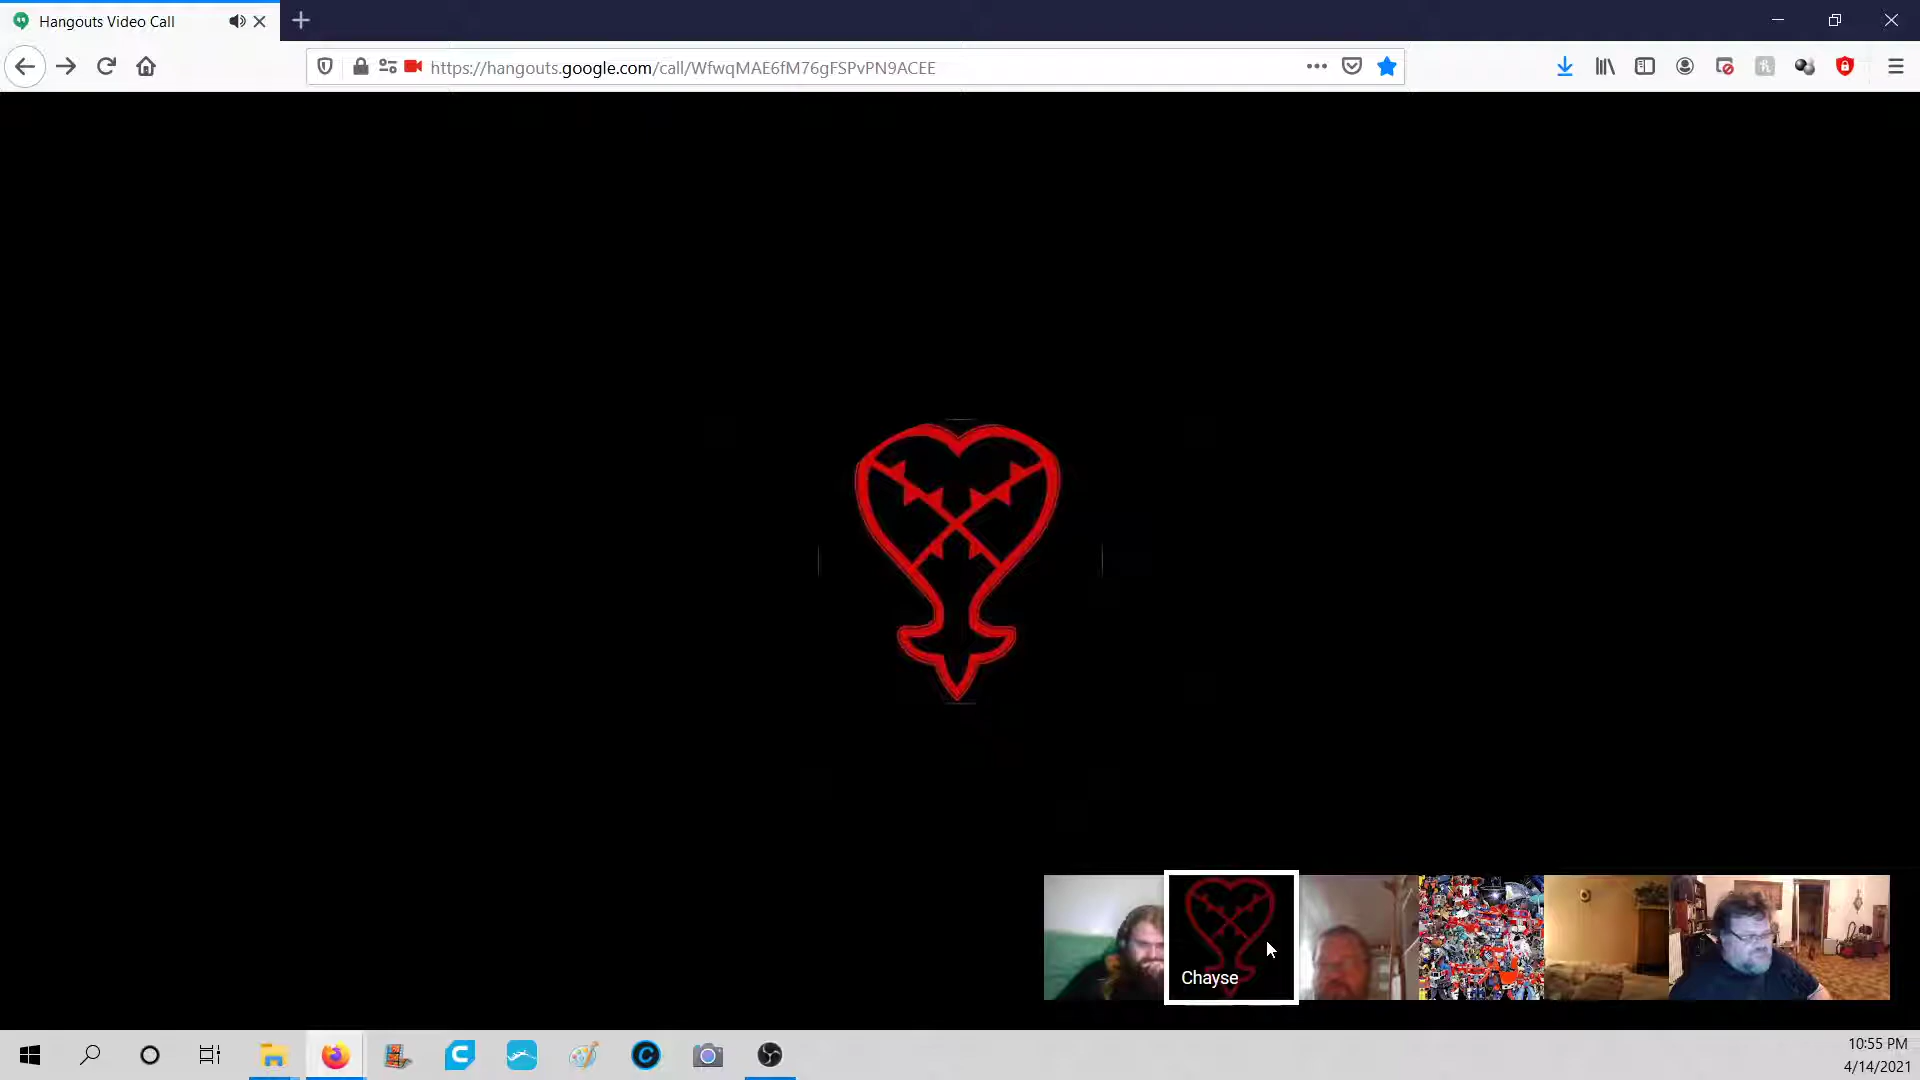 Hangouts Video Call
https://hangouts.google.com/call/WfwqMAE6fM76gFSPvPN9ACEE
Chayse
10:55 PM
4/14/2021